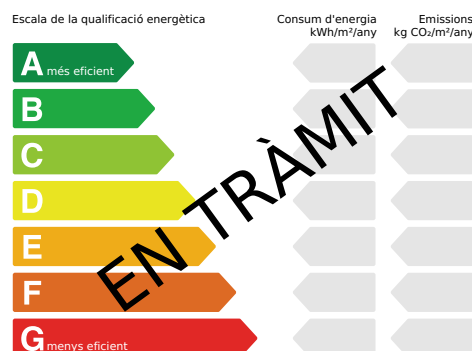 Escala de la qualificació energètica
Consum d'energia
kWh/m²/any
Emissions
kg CO₂/m²/any
A més eficient
B
C
D
E
F
G menys eficient
EN TRÀMIT